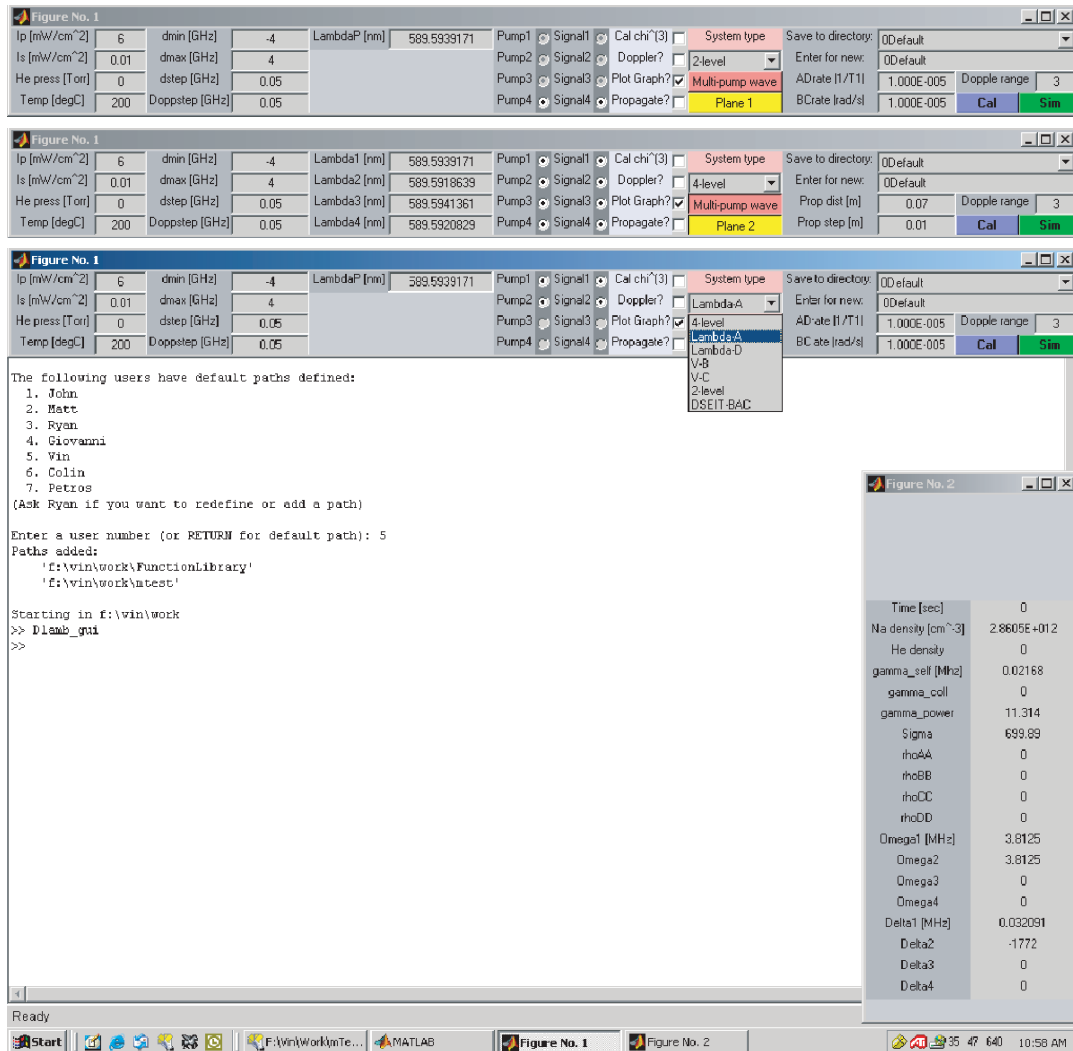 Figure No. 1
Ip [mW/cm^2] 6 dmin [GHz] -4 LambdaP [nm] 589.5939171 Pump1 Signal1 Cal chi^(3) System type Save to directory: 0Default
Is [mW/cm^2] 0.01 dmax [GHz] 4 Pump2 Signal2 Doppler? 2-level Enter for new: 0Default
He press [Torr] 0 dstep [GHz] 0.05 Pump3 Signal3 Plot Graph? Multi-pump wave ADrate |1/T1| 1.000E-005 Dopple range 3
Temp [degC] 200 Doppstep [GHz] 0.05 Pump4 Signal4 Propagate? Plane 1 BCrate |rad/s| 1.000E-005 Cal Sim
Figure No. 1
Ip [mW/cm^2] 6 dmin [GHz] -4 Lambda1 [nm] 589.5939171 Pump1 Signal1 Cal chi^(3) System type Save to directory: 0Default
Is [mW/cm^2] 0.01 dmax [GHz] 4 Lambda2 [nm] 589.5918639 Pump2 Signal2 Doppler? 4-level Enter for new: 0Default
He press [Torr] 0 dstep [GHz] 0.05 Lambda3 [nm] 589.5941361 Pump3 Signal3 Plot Graph? Multi-pump wave Prop dist [m] 0.07 Dopple range 3
Temp [degC] 200 Doppstep [GHz] 0.05 Lambda4 [nm] 589.5920829 Pump4 Signal4 Propagate? Plane 2 Prop step [m] 0.01 Cal Sim
Figure No. 1
Ip [mW/cm^2] 6 dmin [GHz] -4 LambdaP [nm] 589.5939171 Pump1 Signal1 Cal chi^(3) System type Save to directory: 0Default
Is [mW/cm^2] 0.01 dmax [GHz] 4 Pump2 Signal2 Doppler? Lambda-A Enter for new: 0Default
He press [Torr] 0 dstep [GHz] 0.05 Pump3 Signal3 Plot Graph? 4-level AD ate |1/T1| 1.000E-005 Dopple range 3
Temp [degC] 200 Doppstep [GHz] 0.05 Pump4 Signal4 Propagate? Lambda-A BC ate |rad/s| 1.000E-005 Cal Sim
Lambda-D
V-B
V-C
2-level
DSEIT-BAC
The following users have default paths defined:
1. John
2. Matt
3. Ryan
4. Giovanni
5. Vin
6. Colin
7. Petros
(Ask Ryan if you want to redefine or add a path)
Enter a user number (or RETURN for default path): 5
Paths added:
'f:\vin\work\FunctionLibrary'
'f:\vin\work\mtest'
Starting in f:\vin\work
>> Dlamb_gui
>>
Figure No. 2
Time [sec] 0
Na density [cm^-3] 2.8605E+012
He density 0
gamma_self [Mhz] 0.02168
gamma_coll 0
gamma_power 11.314
Sigma 699.89
rhoAA 0
rhoBB 0
rhoCC 0
rhoDD 0
Omega1 [MHz] 3.8125
Omega2 3.8125
Omega3 0
Omega4 0
Delta1 [MHz] 0.032091
Delta2 -1772
Delta3 0
Delta4 0
Ready
Start F:\Vin\Work\mTe... MATLAB Figure No. 1 Figure No. 2 35 47 640 10:58 AM